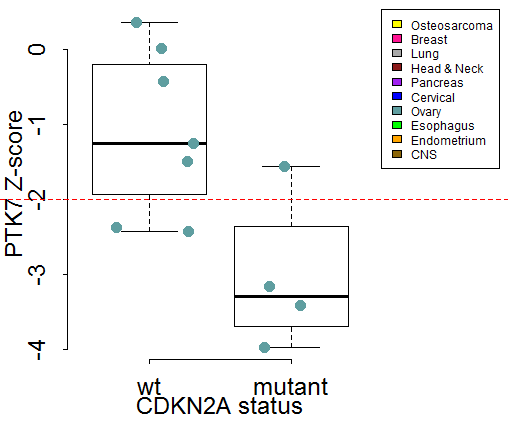 PTK7 Z-score
0
-1
-2
-3
-4
wt
mutant
CDKN2A status
Osteosarcoma
Breast
Lung
Head & Neck
Pancreas
Cervical
Ovary
Esophagus
Endometrium
CNS